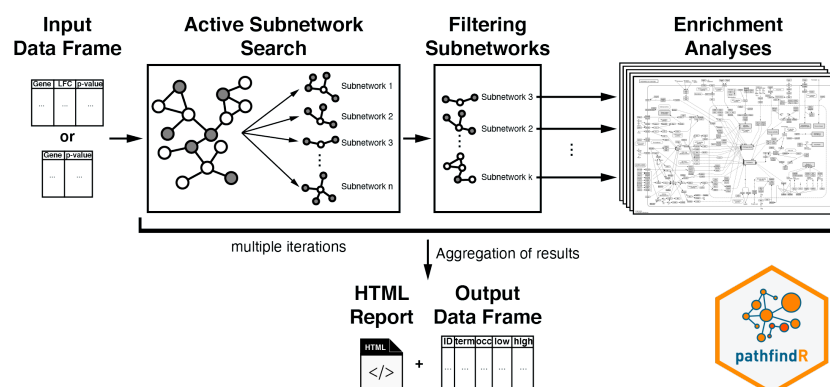 Input
Data Frame
Gene LFC p-value
... ... ...
or
Gene p-value
... ...
Active Subnetwork
Search
Subnetwork 1
Subnetwork 2
Subnetwork 3
Subnetwork n
Filtering
Subnetworks
Subnetwork 3
Subnetwork 2
Subnetwork k
Enrichment
Analyses
multiple iterations
Aggregation of results
HTML
Report
HTML
</>
+
Output
Data Frame
ID term occ low high
... ... ... ... ...
pathfindR